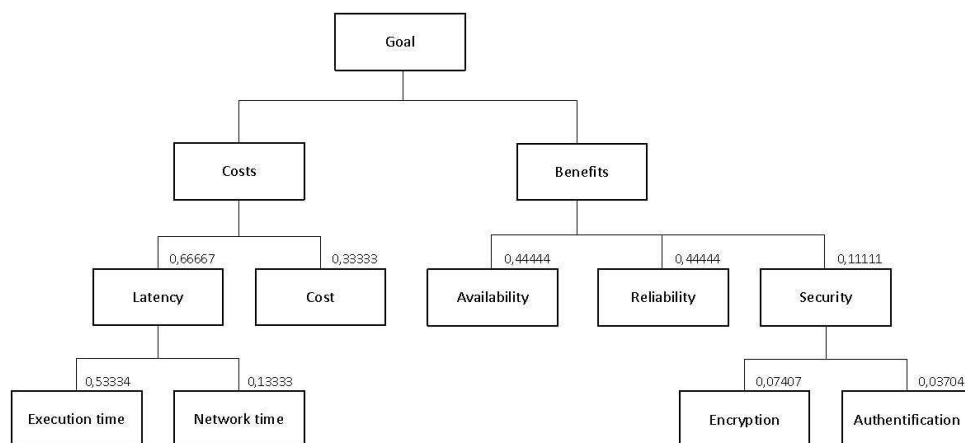 Goal
Costs
Benefits
0,66667
0,33333
0,44444
0,44444
0,11111
Latency
Cost
Availability
Reliability
Security
0,53334
0,13333
0,07407
0,03704
Execution time
Network time
Encryption
Authentification